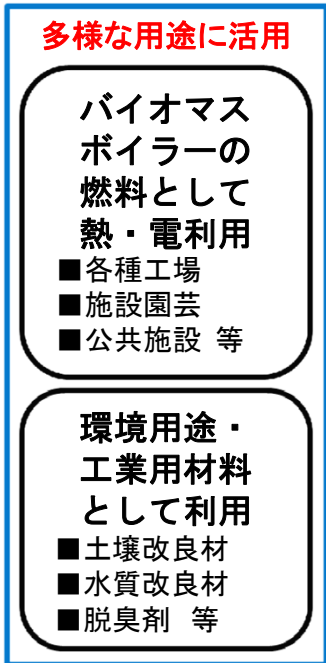 多様な用途に活用
バイオマス
ボイラーの
燃料として
熱・電利用
■各種工場
■施設園芸
■公共施設 等
環境用途・
工業用材料
として利用
■土壌改良材
■水質改良材
■脱臭剤 等